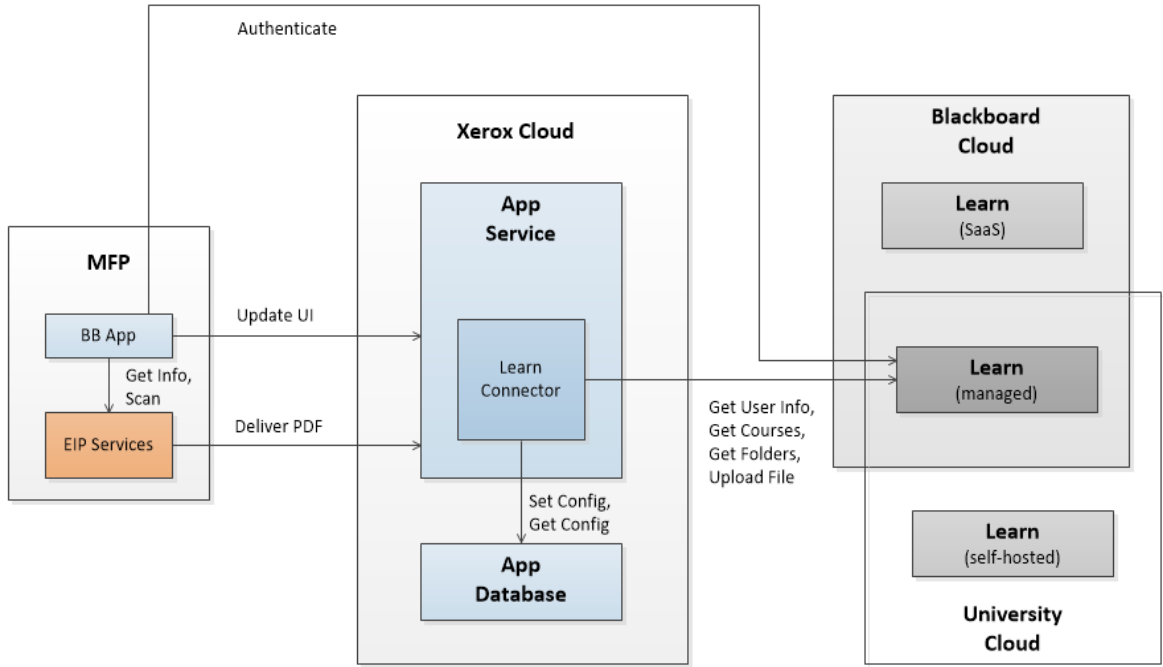 Authenticate
Xerox Cloud
Blackboard
Cloud
App
Service
Learn
(SaaS)
MFP
BB App
Update UI
Get Info,
Scan
Learn
Connector
Learn
(managed)
EIP Services
Deliver PDF
Get User Info,
Get Courses,
Get Folders,
Upload File
Set Config,
Get Config
App
Database
Learn
(self-hosted)
University
Cloud